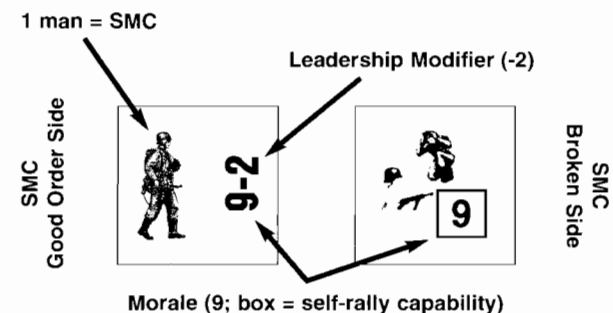 1 man = SMC
Leadership Modifier (-2)
SMC
Good Order Side
9-2
9
SMC
Broken Side
Morale (9; box = self-rally capability)